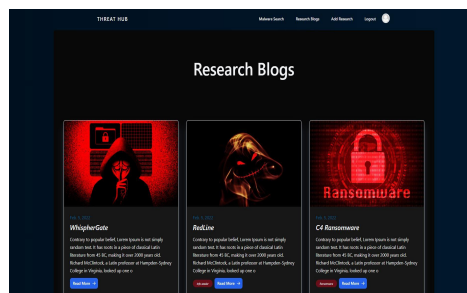 THREAT HUB
Malware Search
Research Blogs
Add Research
Logout
Research Blogs
Ransomware
WhispherGate
Contrary to popular belief, Lorem Ipsum is not simply
random text. It has roots in a piece of classical Latin
literature from 45 BC, making it over 2000 years old.
Richard McClintock, a Latin professor at Hampden-Sydney
College in Virginia, looked up one o
Read More →
RedLine
Contrary to popular belief, Lorem Ipsum is not simply
random text. It has roots in a piece of classical Latin
literature from 45 BC, making it over 2000 years old.
Richard McClintock, a Latin professor at Hampden-Sydney
College in Virginia, looked up one o
Read More →
C4 Ransomware
Contrary to popular belief, Lorem Ipsum is not simply
random text. It has roots in a piece of classical Latin
literature from 45 BC, making it over 2000 years old.
Richard McClintock, a Latin professor at Hampden-Sydney
College in Virginia, looked up one o
Read More →